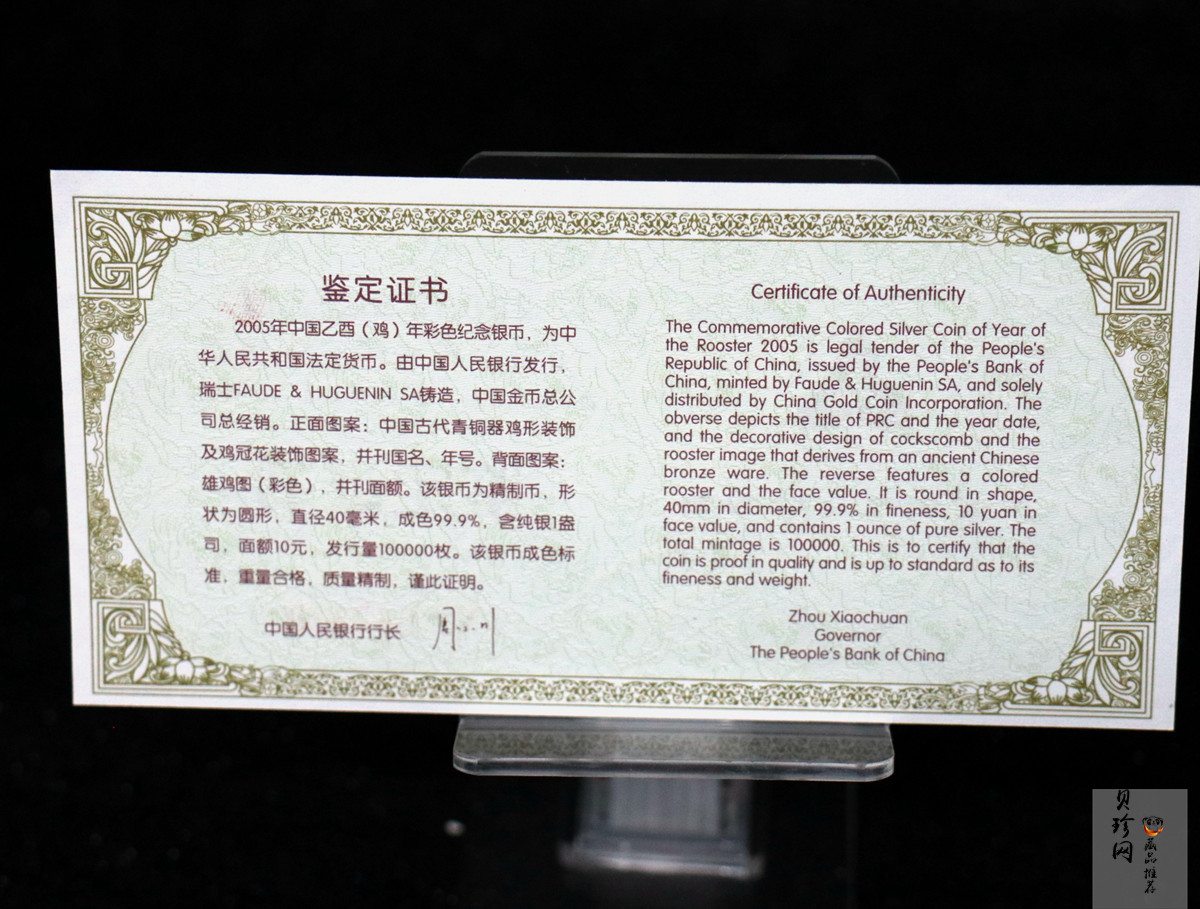 鉴定证书
2005年中国乙酉（鸡）年彩色纪念银币，为中
华人民共和国法定货币。由中国人民银行发行，
瑞士FAUDE & HUGUENIN SA铸造，中国金币总公
司总经销。正面图案：中国古代青铜器鸡形装饰
及鸡冠花装饰图案，并刊国名、年号。背面图案：
雄鸡图（彩色），并刊面额。该银币为精制币，形
状为圆形，直径40毫米，成色99.9%，含纯银1盎
司，面额10元，发行量100000枚。该银币成色标
准，重量合格，质量精制，谨此证明。
中国人民银行行长
Certificate of Authenticity
The Commemorative Colored Silver Coin of Year of
the Rooster 2005 is legal tender of the People's
Republic of China, issued by the People's Bank of
China, minted by Faude & Huguenin SA, and solely
distributed by China Gold Coin Incorporation. The
obverse depicts the title of PRC and the year date,
and the decorative design of cockscomb and the
rooster image that derives from an ancient Chinese
bronze ware. The reverse features a colored
rooster and the face value. It is round in shape,
40mm in diameter, 99.9% in fineness, 10 yuan in
face value, and contains 1 ounce of pure silver. The
total mintage is 100000. This is to certify that the
coin is proof in quality and is up to standard as to its
fineness and weight.
Zhou Xiaochuan
Governor
The People's Bank of China
贝珍网
藏品推荐